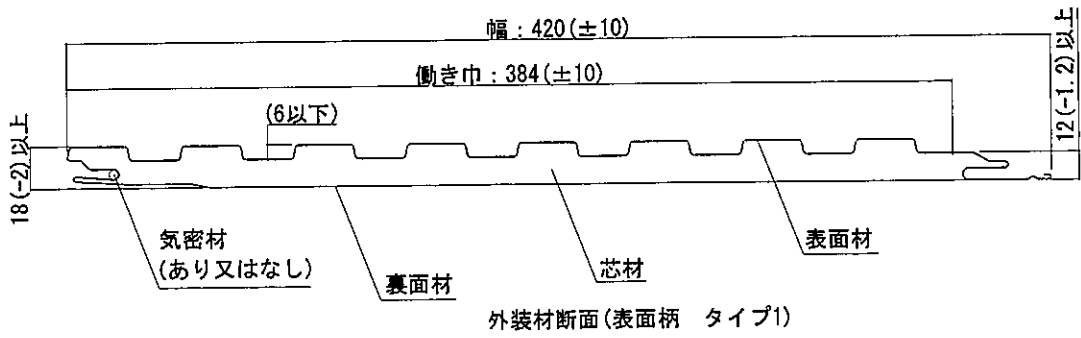 幅：420(±10)
働き巾：384(±10)
(6以下)
12(-1.2)以上
18(-2)以上
気密材
(あり又はなし)
裏面材
芯材
表面材
外装材断面(表面柄　タイプ1)